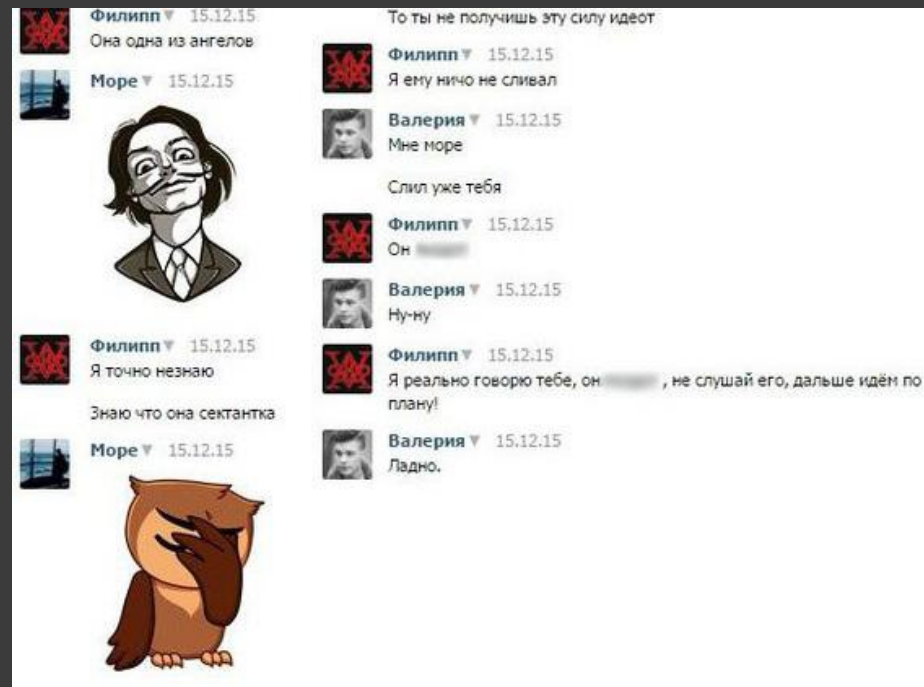 Филипп 15.12.15
Она одна из ангелов
Море 15.12.15
Филипп 15.12.15
Я точно незнаю
Знаю что она сектантка
Море 15.12.15
То ты не получишь эту силу идеот
Филипп 15.12.15
Я ему ничо не сливал
Валерия 15.12.15
Мне море
Слил уже тебя
Филипп 15.12.15
Он
Валерия 15.12.15
Ну-ну
Филипп 15.12.15
Я реально говорю тебе, он , не слушай его, дальше идём по
плану!
Валерия 15.12.15
Ладно.